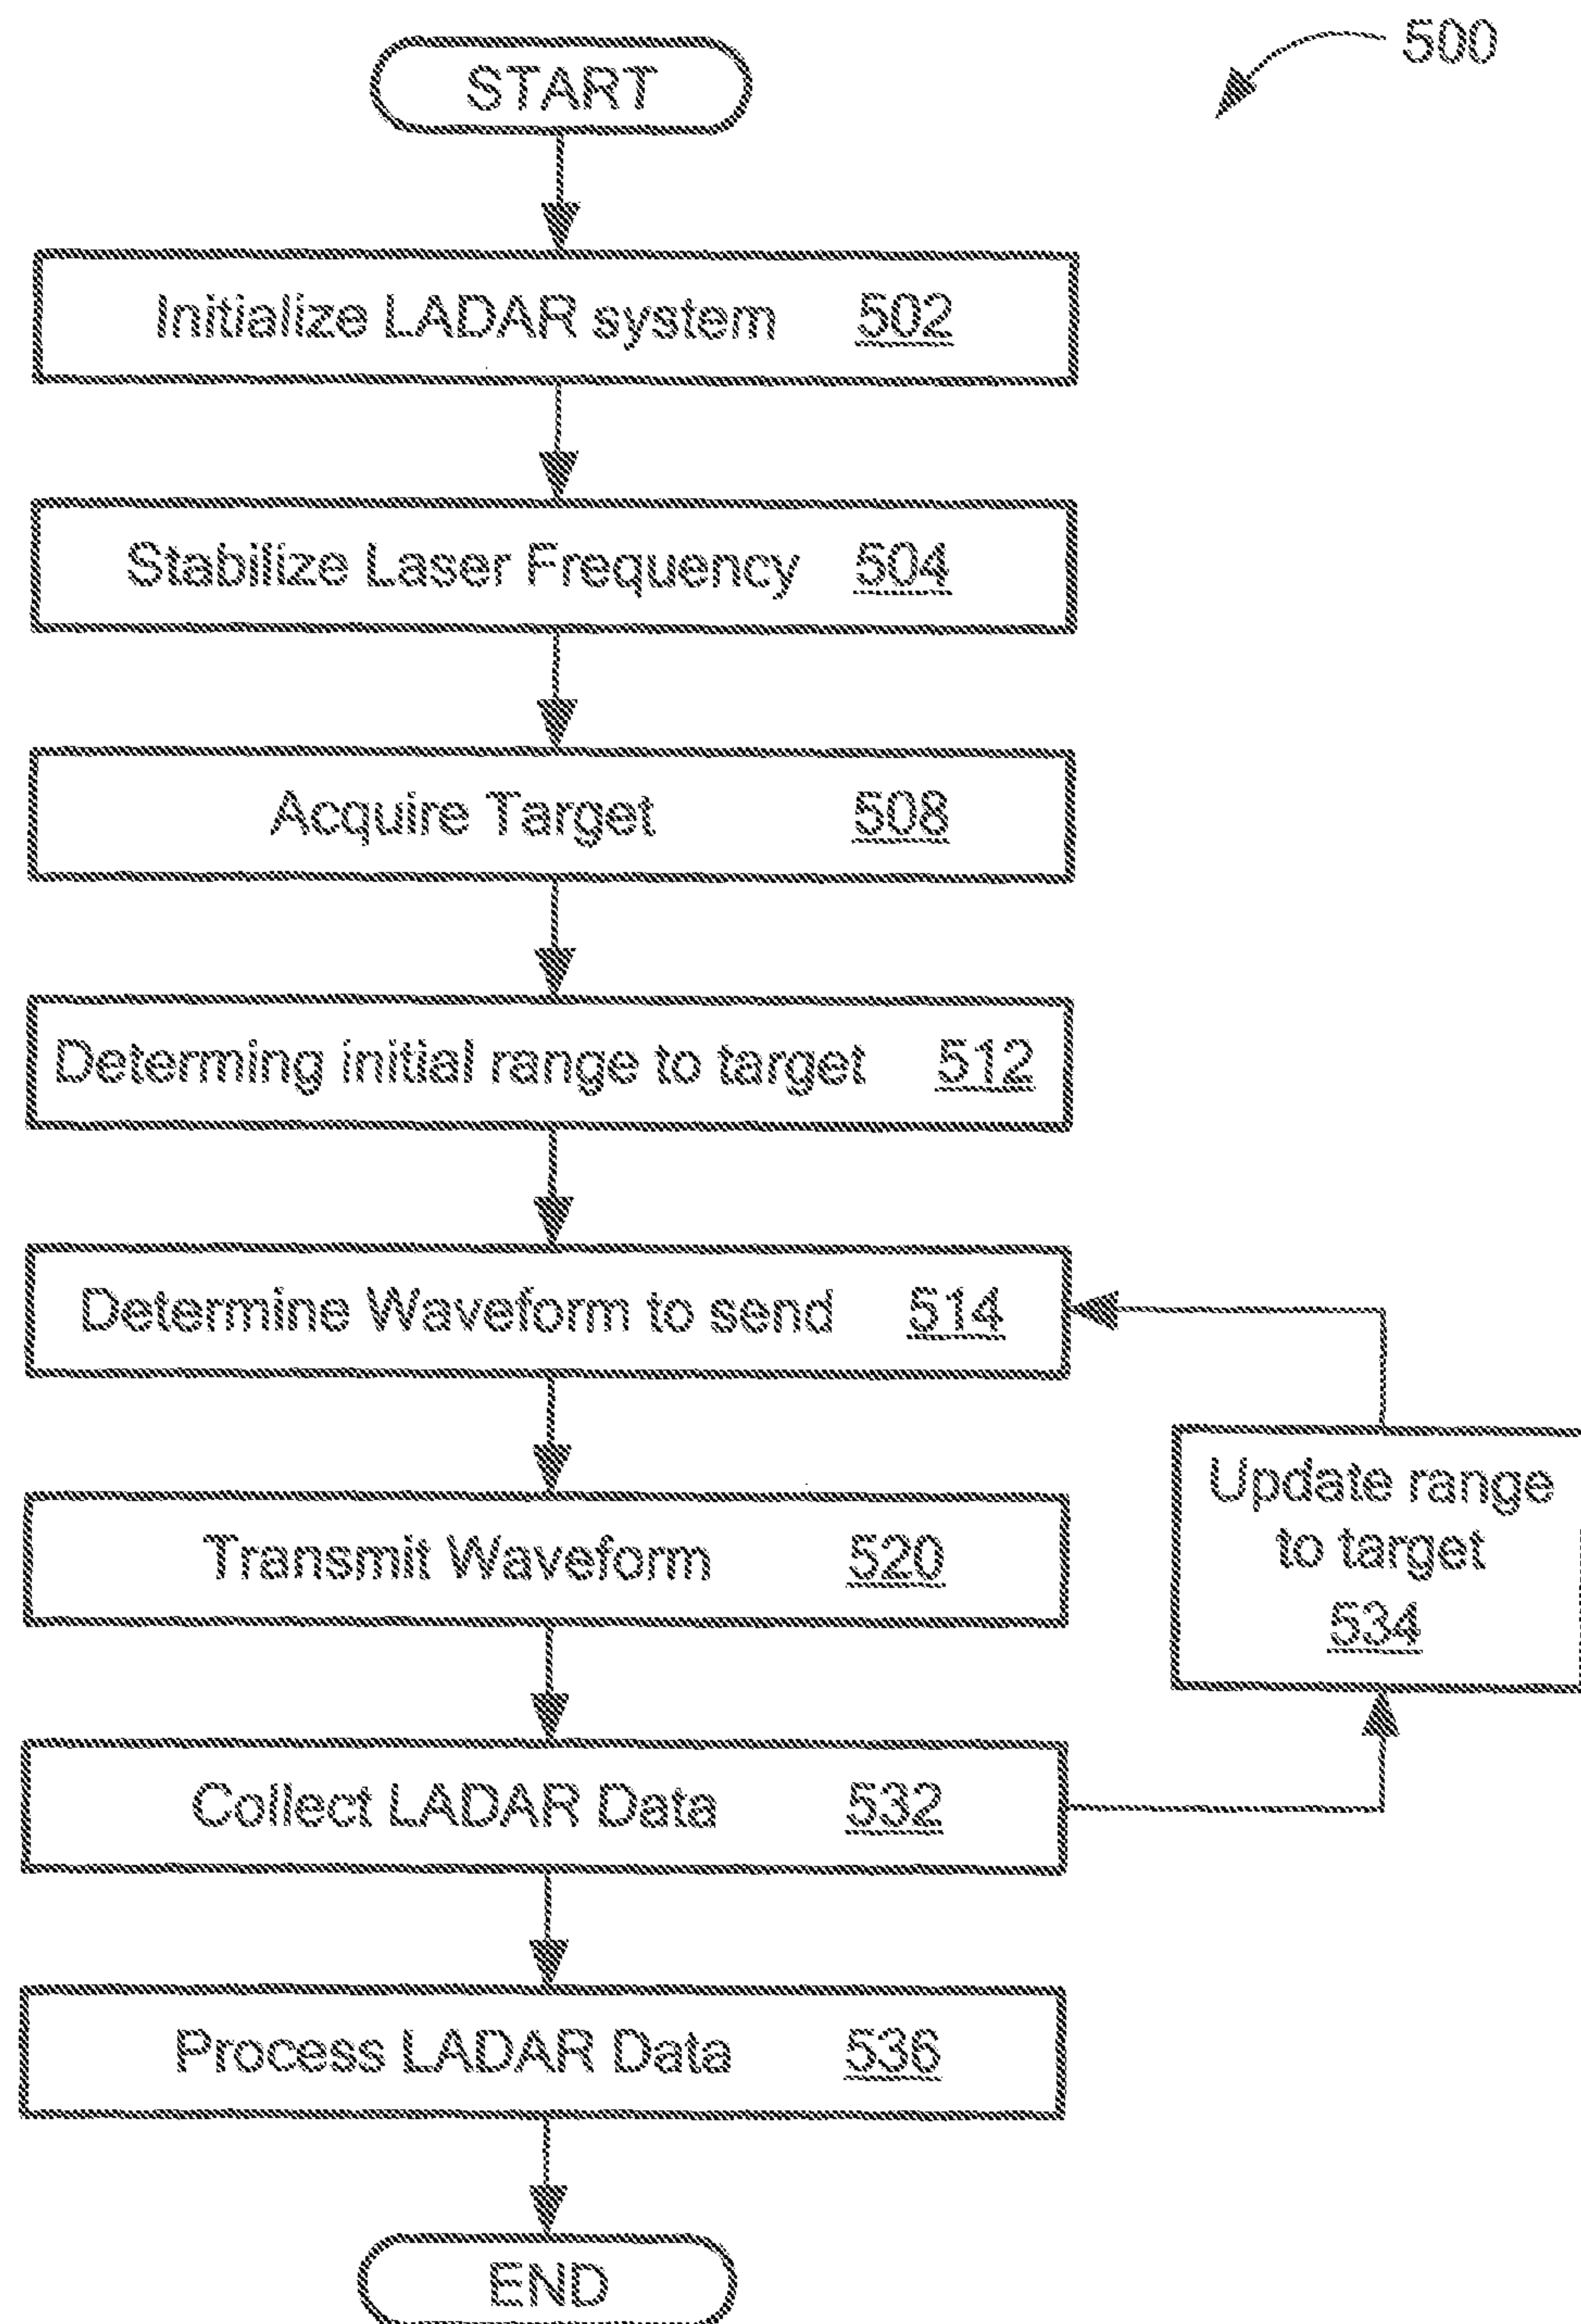 500
START
Initialize LADAR system 502
Stabilize Laser Frequency 504
Acquire Target 508
Determing initial range to target 512
Determine Waveform to send 514
Transmit Waveform 520
Update range
to target
534
Collect LADAR Data 532
Process LADAR Data 536
END